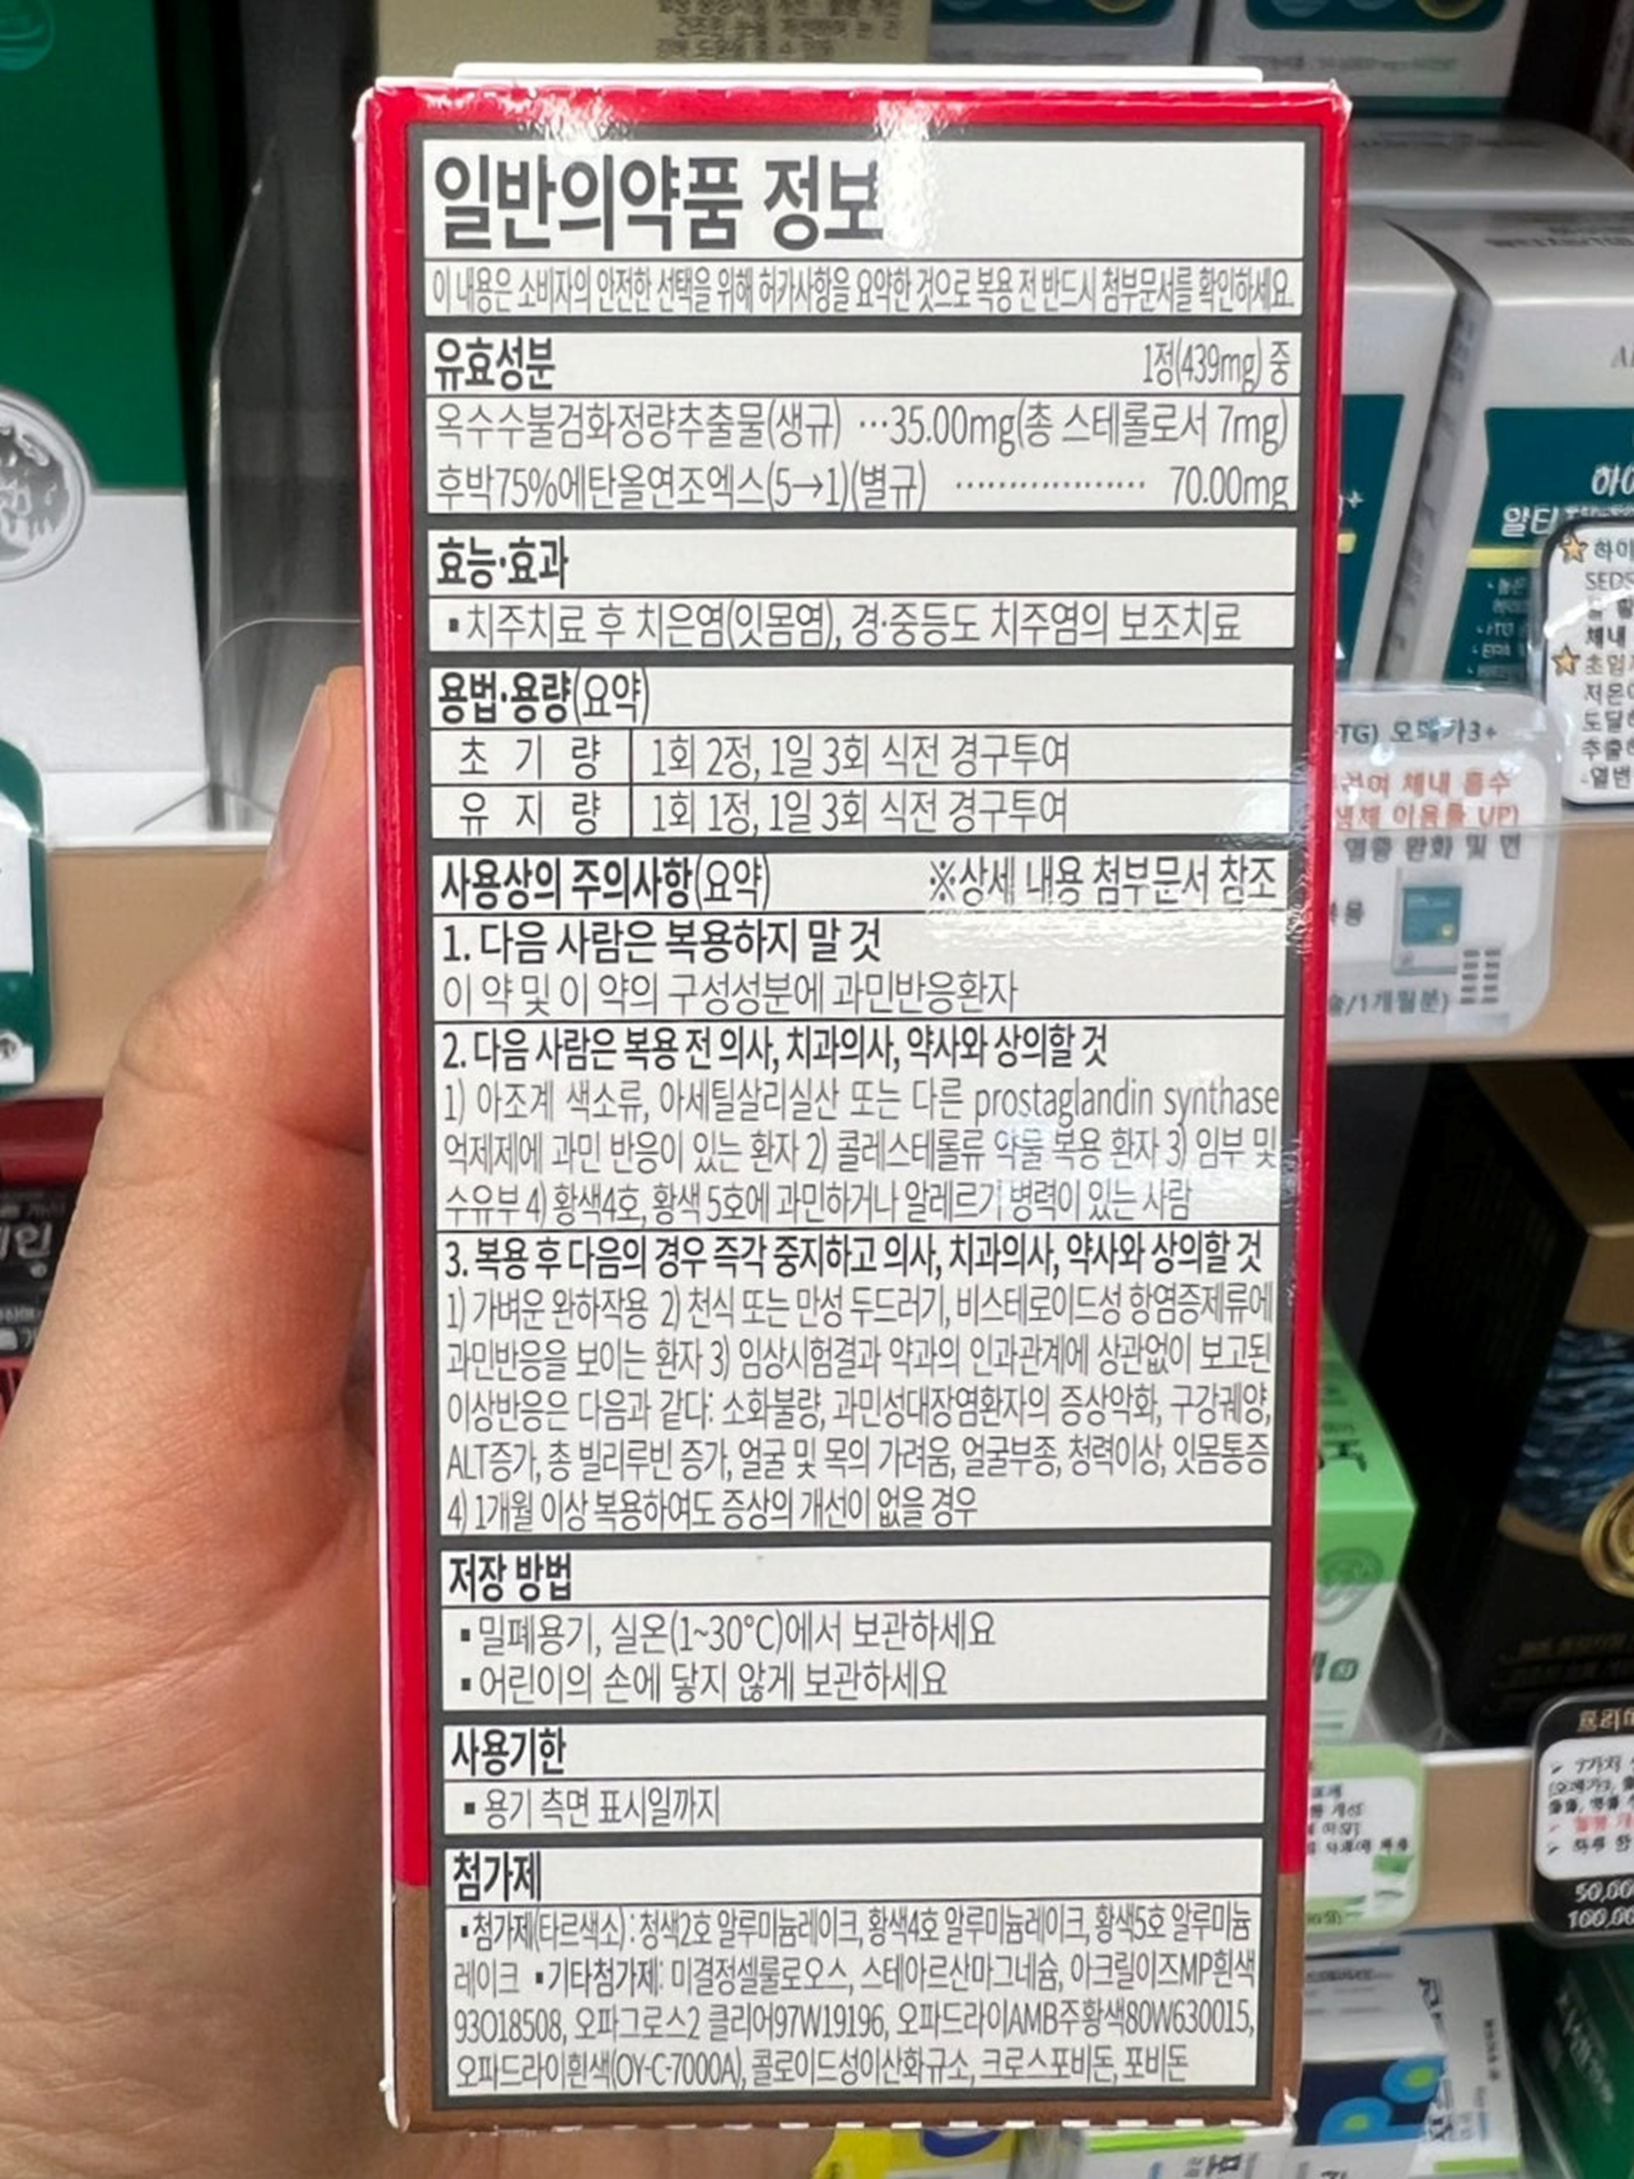 일반의약품 정보
이 내용은 소비자의 안전한 선택을 위해 허가사항을 요약한 것으로 복용 전 반드시 첨부문서를 확인하세요.
유효성분 1정(439mg) 중
옥수수불검화정량추출물(생규) ···35.00mg(총 스테롤로서 7mg)
후박75%에탄올연조엑스(5→1)(별규) ·················· 70.00mg
효능·효과
▪치주치료 후 치은염(잇몸염), 경·중등도 치주염의 보조치료
용법·용량(요약)
초 기 량 1회 2정, 1일 3회 식전 경구투여
유 지 량 1회 1정, 1일 3회 식전 경구투여
사용상의 주의사항(요약) ※상세 내용 첨부문서 참조
1. 다음 사람은 복용하지 말 것
이 약 및 이 약의 구성성분에 과민반응환자
2. 다음 사람은 복용 전 의사, 치과의사, 약사와 상의할 것
1) 아조계 색소류, 아세틸살리실산 또는 다른 prostaglandin synthase
억제제에 과민 반응이 있는 환자 2) 콜레스테롤류 약물 복용 환자 3) 임부 및
수유부 4) 황색4호, 황색 5호에 과민하거나 알레르기 병력이 있는 사람
3. 복용 후 다음의 경우 즉각 중지하고 의사, 치과의사, 약사와 상의할 것
1) 가벼운 완하작용 2) 천식 또는 만성 두드러기, 비스테로이드성 항염증제류에
과민반응을 보이는 환자 3) 임상시험결과 약과의 인과관계에 상관없이 보고된
이상반응은 다음과 같다: 소화불량, 과민성대장염환자의 증상악화, 구강궤양,
ALT증가, 총 빌리루빈 증가, 얼굴 및 목의 가려움, 얼굴부종, 청력이상, 잇몸통증
4) 1개월 이상 복용하여도 증상의 개선이 없을 경우
저장 방법
▪밀폐용기, 실온(1~30°C)에서 보관하세요
▪어린이의 손에 닿지 않게 보관하세요
사용기한
▪용기 측면 표시일까지
첨가제
▪첨가제(타르색소) : 청색2호 알루미늄레이크, 황색4호 알루미늄레이크, 황색5호 알루미늄
레이크 ▪기타첨가제: 미결정셀룰로오스, 스테아르산마그네슘, 아크릴이즈MP흰색
93O18508, 오파그로스2 클리어97W19196, 오파드라이AMB주황색80W630015,
오파드라이흰색(OY-C-7000A), 콜로이드성이산화규소, 크로스포비돈, 포비돈
TG) 오메가3+
체내 흡수
이용률 UP)
/1개월분)